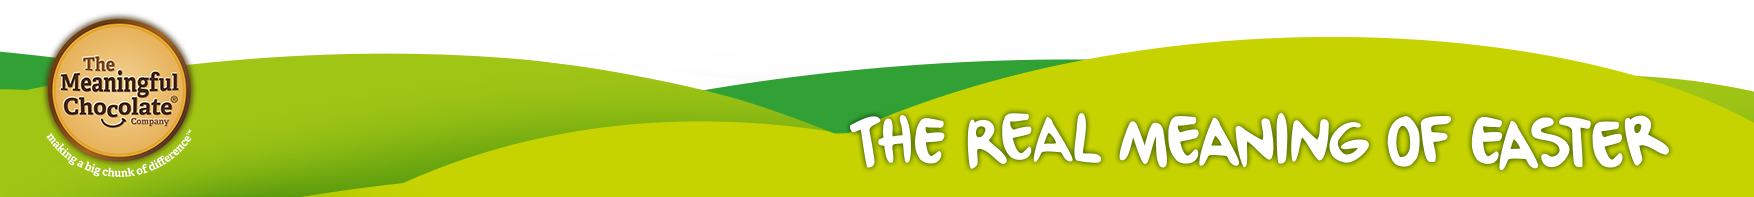 The
Meaningful
Chocolate®
Company
making a big chunk of difference™
THE REAL MEANING OF EASTER